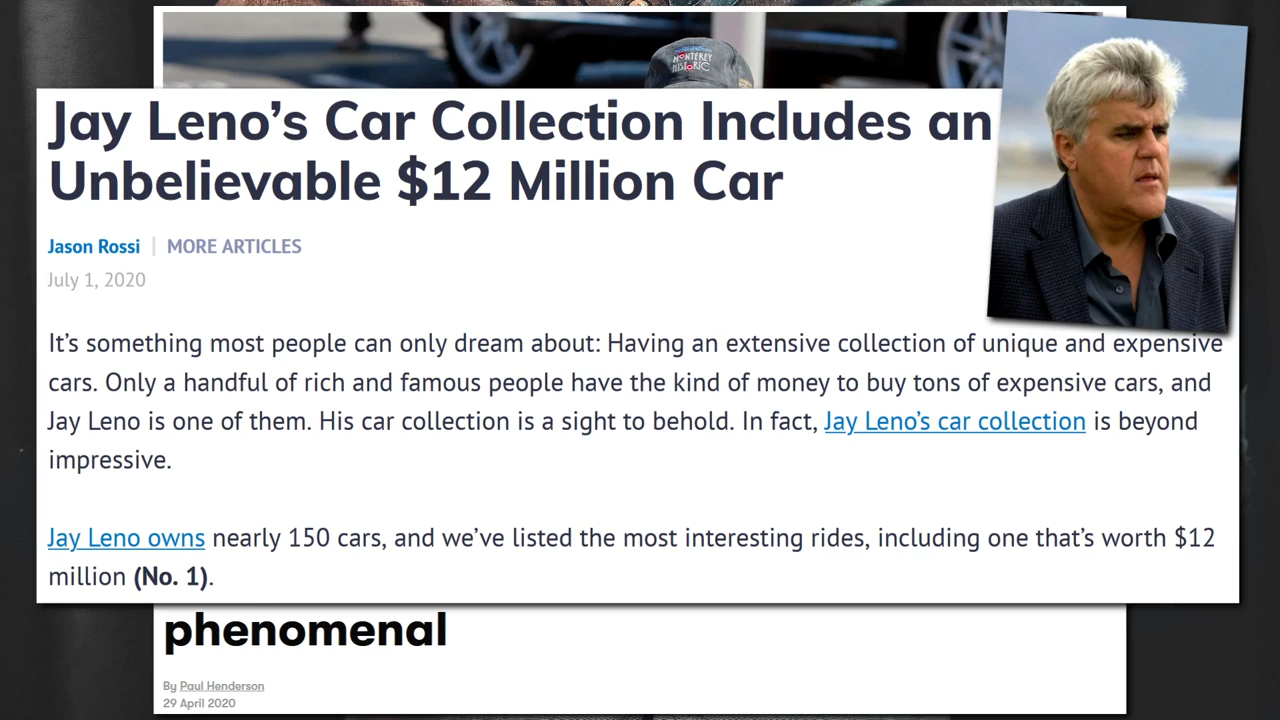 MONTEREY
HISTORIC
Jay Leno’s Car Collection Includes an
Unbelievable $12 Million Car
Jason Rossi | MORE ARTICLES
July 1, 2020
It’s something most people can only dream about: Having an extensive collection of unique and expensive
cars. Only a handful of rich and famous people have the kind of money to buy tons of expensive cars, and
Jay Leno is one of them. His car collection is a sight to behold. In fact, Jay Leno’s car collection is beyond
impressive.
Jay Leno owns nearly 150 cars, and we’ve listed the most interesting rides, including one that’s worth $12
million (No. 1).
phenomenal
By Paul Henderson
29 April 2020